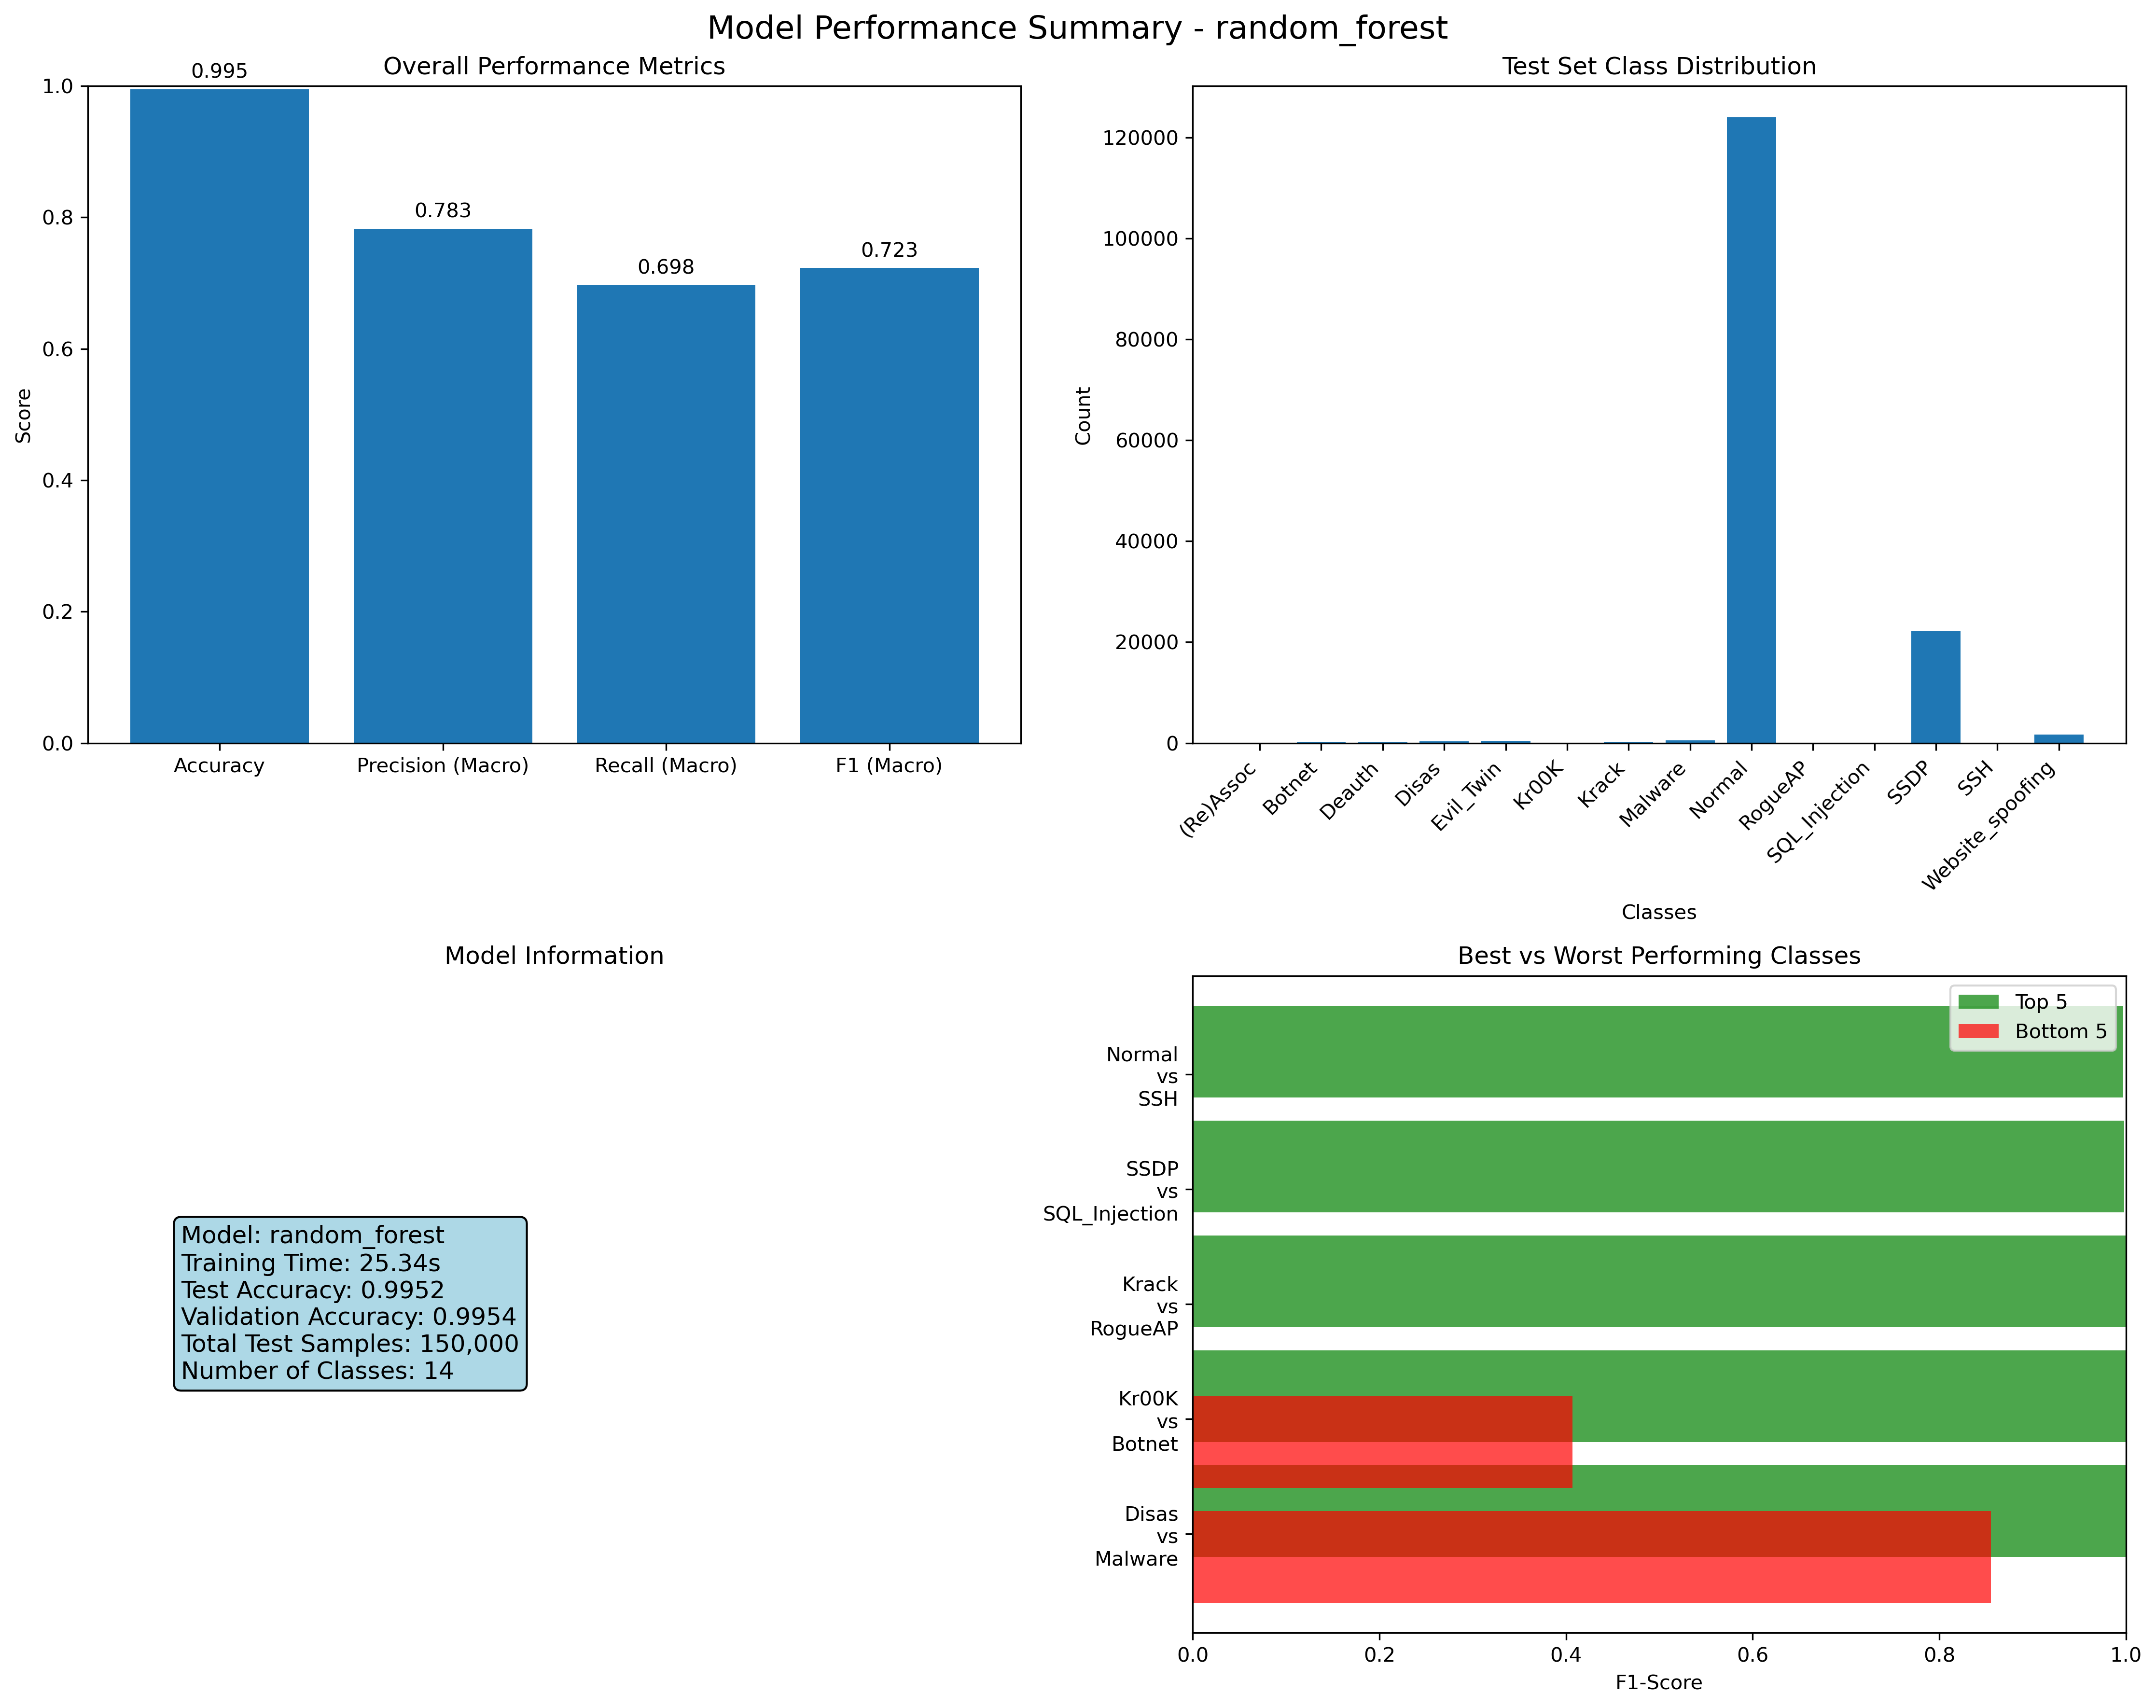 Model Performance Summary - random_forest
Overall Performance Metrics
0.995
0.783
0.698
0.723
1.0
0.8
0.6
0.4
0.2
0.0
Score
Accuracy
Precision (Macro)
Recall (Macro)
F1 (Macro)
Test Set Class Distribution
120000
100000
80000
60000
40000
20000
0
Count
(Re)Assoc
Botnet
Deauth
Disas
Evil_Twin
Kr00K
Krack
Malware
Normal
RogueAP
SQL_Injection
SSDP
SSH
Website_spoofing
Classes
Model Information
Model: random_forest
Training Time: 25.34s
Test Accuracy: 0.9952
Validation Accuracy: 0.9954
Total Test Samples: 150,000
Number of Classes: 14
Best vs Worst Performing Classes
Top 5
Bottom 5
Normal
vs
SSH
SSDP
vs
SQL_Injection
Krack
vs
RogueAP
Kr00K
vs
Botnet
Disas
vs
Malware
0.0
0.2
0.4
0.6
0.8
1.0
F1-Score